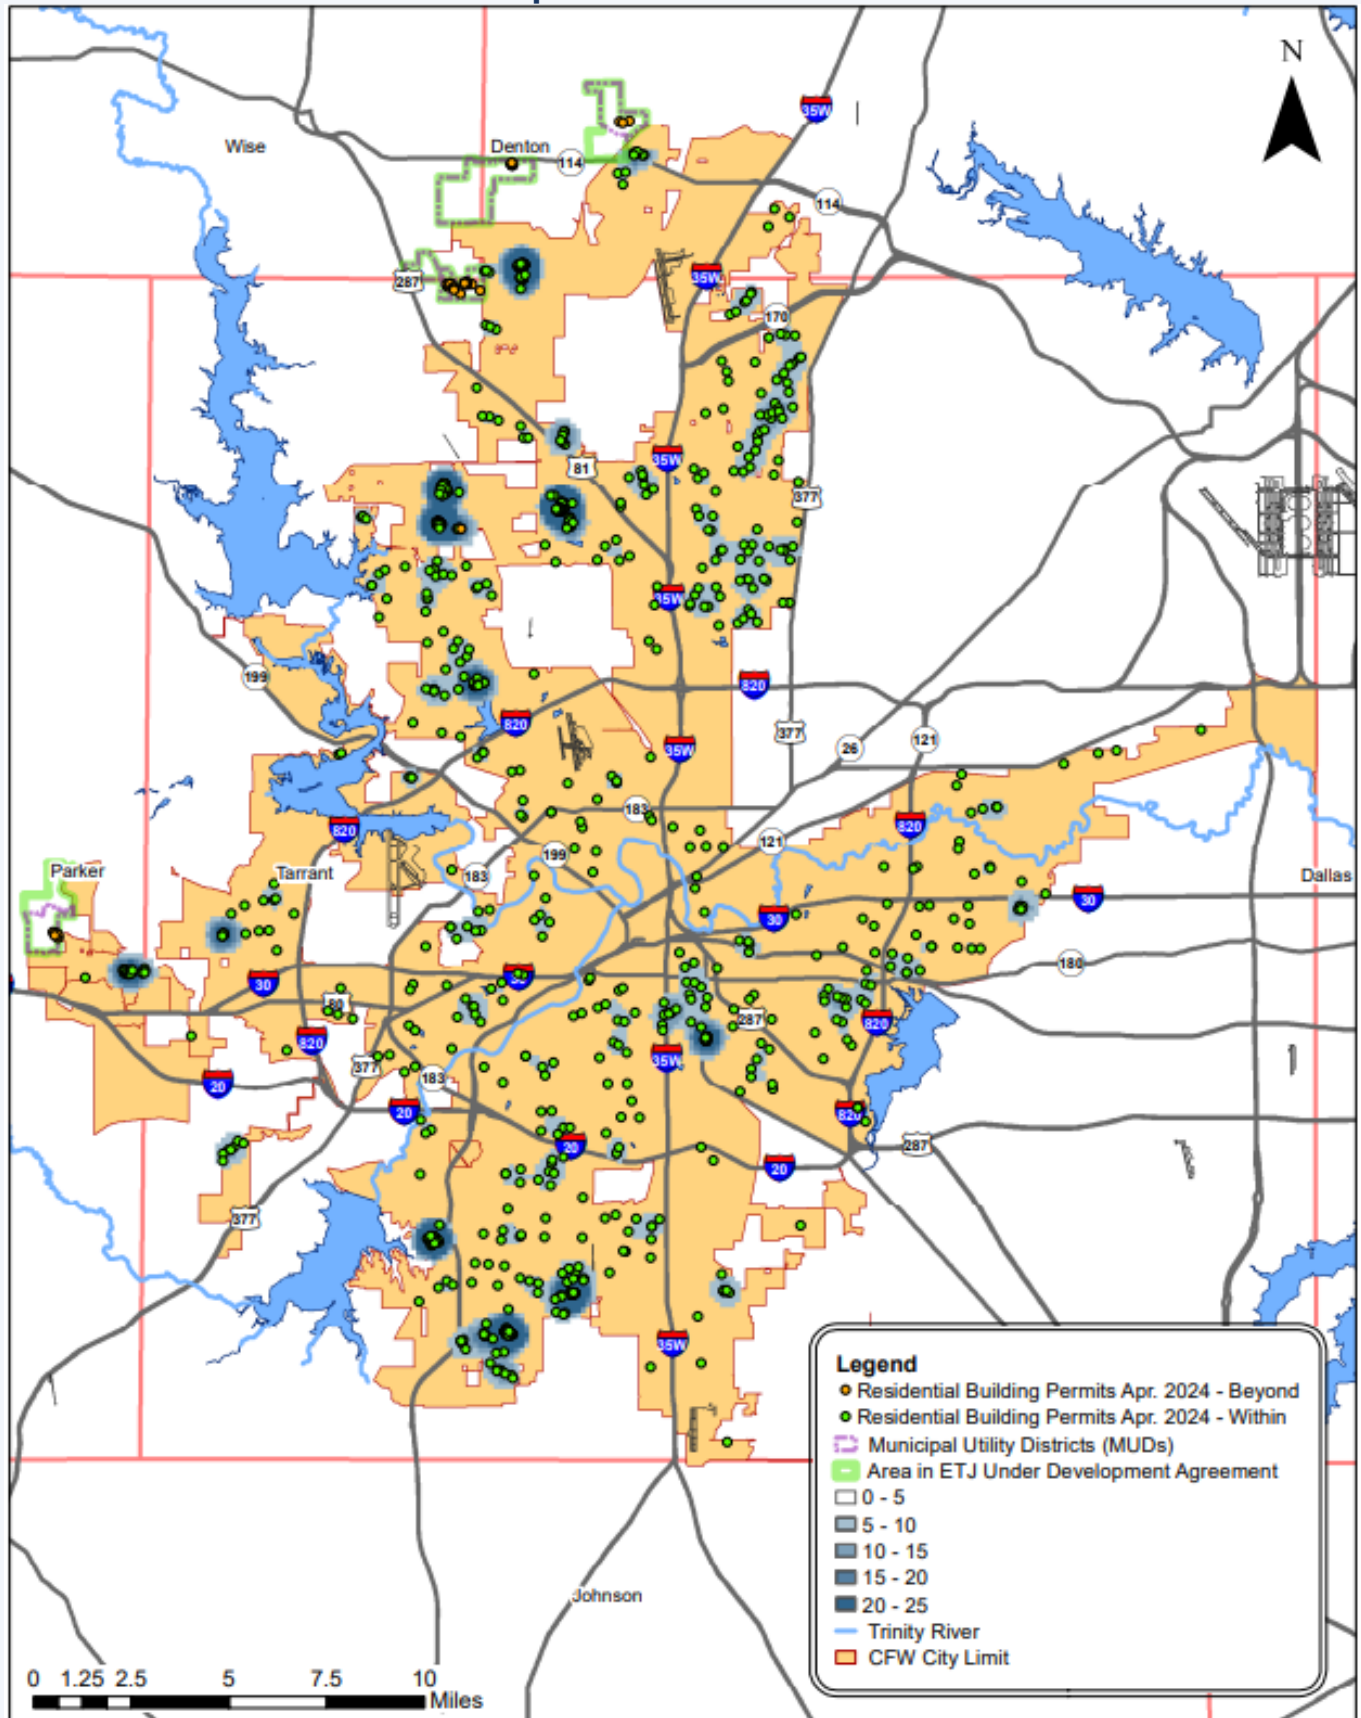 N
35W
Wise
Denton
114
114
287
35W
170
81
35W
377
35W
199
820
820
377
26
121
35W
183
820
820
121
199
Parker
Tarrant
183
Dallas
30
30
180
30
80
287
820
820
35W
377
183
20
20
820
20
287
20
377
35W
Legend
Residential Building Permits Apr. 2024 - Beyond
Residential Building Permits Apr. 2024 - Within
Municipal Utility Districts (MUDs)
Area in ETJ Under Development Agreement
0 - 5
5 - 10
10 - 15
15 - 20
20 - 25
Trinity River
CFW City Limit
Johnson
0 1.25 2.5 5 7.5 10
Miles